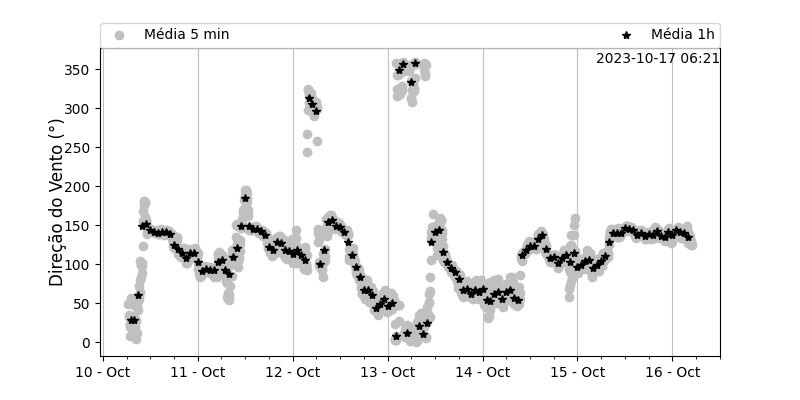 Média 5 min
Média 1h
2023-10-17 06:21
Direção do Vento (°)
350
300
250
200
150
100
50
0
10 - Oct
11 - Oct
12 - Oct
13 - Oct
14 - Oct
15 - Oct
16 - Oct